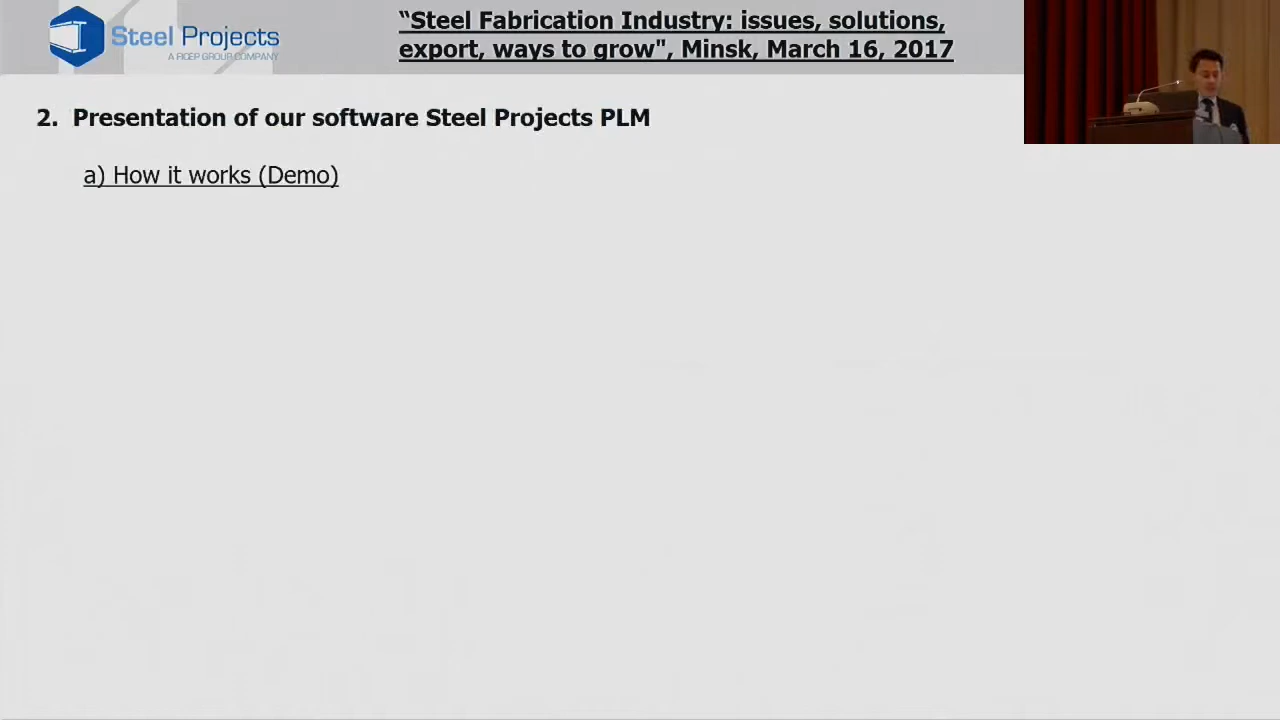 Steel Projects
A FICEP GROUP COMPANY
“Steel Fabrication Industry: issues, solutions,
export, ways to grow", Minsk, March 16, 2017
2. Presentation of our software Steel Projects PLM
a) How it works (Demo)